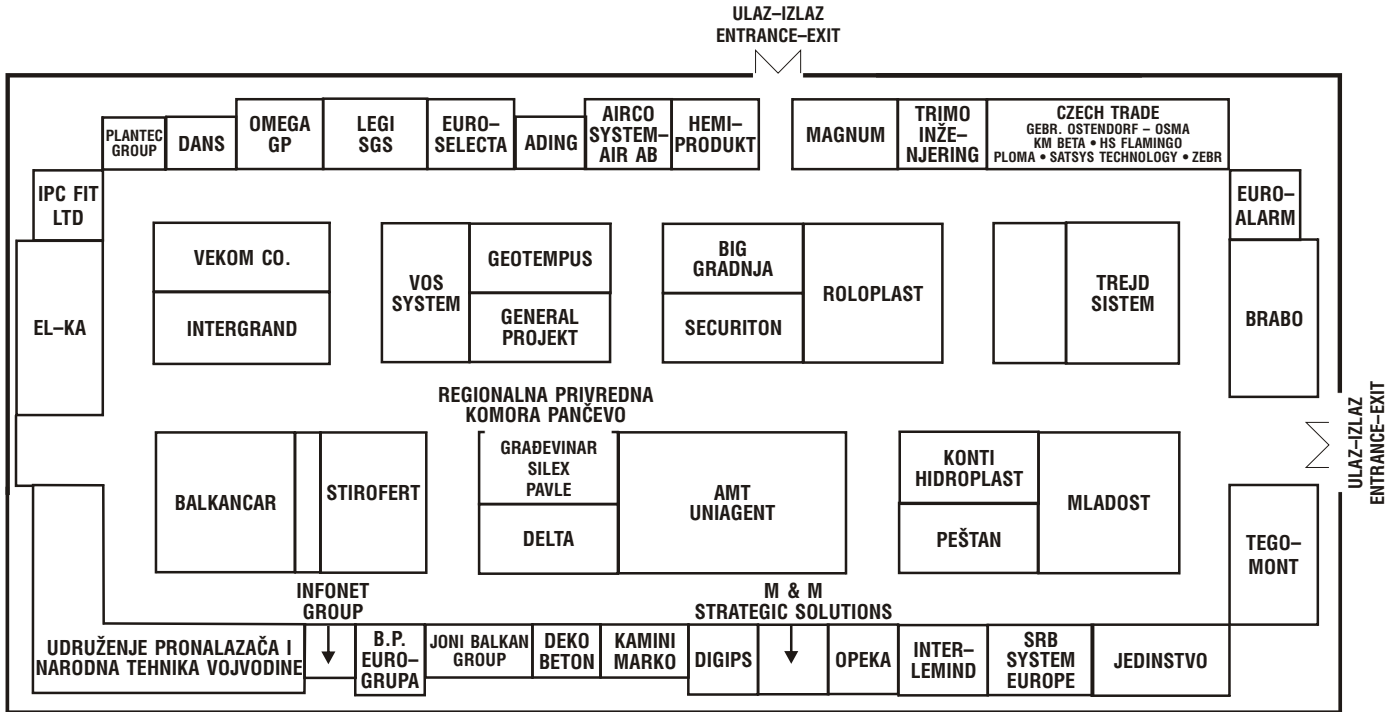 ULAZ–IZLAZ
ENTRANCE–EXIT
PLANTEC
GROUP
DANS
OMEGA
GP
LEGI
SGS
EURO–
SELECTA
ADING
AIRCO
SYSTEM–
AIR AB
HEMI–
PRODUKT
MAGNUM
TRIMO
INŽE–
NJERING
CZECH TRADE
GEBR. OSTENDORF – OSMA
KM BETA • HS FLAMINGO
PLOMA • SATSYS TECHNOLOGY • ZEBR
IPC FIT
LTD
EURO–
ALARM
EL–KA
VEKOM CO.
INTERGRAND
VOS
SYSTEM
GEOTEMPUS
GENERAL
PROJEKT
BIG
GRADNJA
SECURITON
ROLOPLAST
TREJD
SISTEM
BRABO
REGIONALNA PRIVREDNA
KOMORA PANČEVO
ULAZ–IZLAZ
ENTRANCE–EXIT
BALKANCAR
STIROFERT
GRAĐEVINAR
SILEX
PAVLE
DELTA
AMT
UNIAGENT
KONTI
HIDROPLAST
PEŠTAN
MLADOST
TEGO–
MONT
INFONET
GROUP
M & M
STRATEGIC SOLUTIONS
UDRUŽENJE PRONALAZAČA I
NARODNA TEHNIKA VOJVODINE
B.P.
EURO–
GRUPA
JONI BALKAN
GROUP
DEKO
BETON
KAMINI
MARKO
DIGIPS
OPEKA
INTER–
LEMIND
SRB
SYSTEM
EUROPE
JEDINSTVO